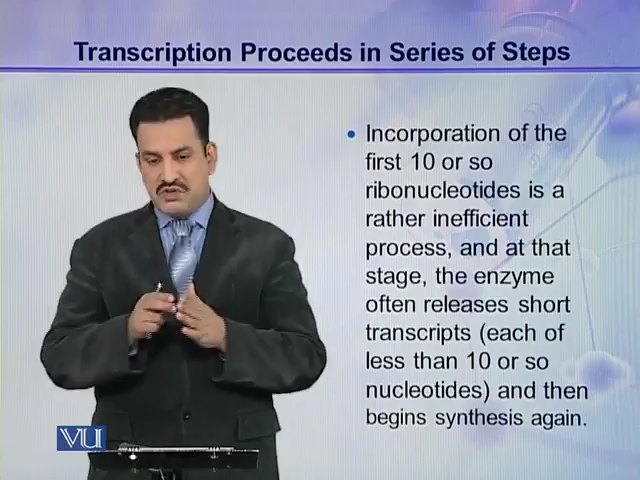 Transcription Proceeds in Series of Steps
• Incorporation of the
first 10 or so
ribonucleotides is a
rather inefficient
process, and at that
stage, the enzyme
often releases short
transcripts (each of
less than 10 or so
nucleotides) and then
begins synthesis again.
VU